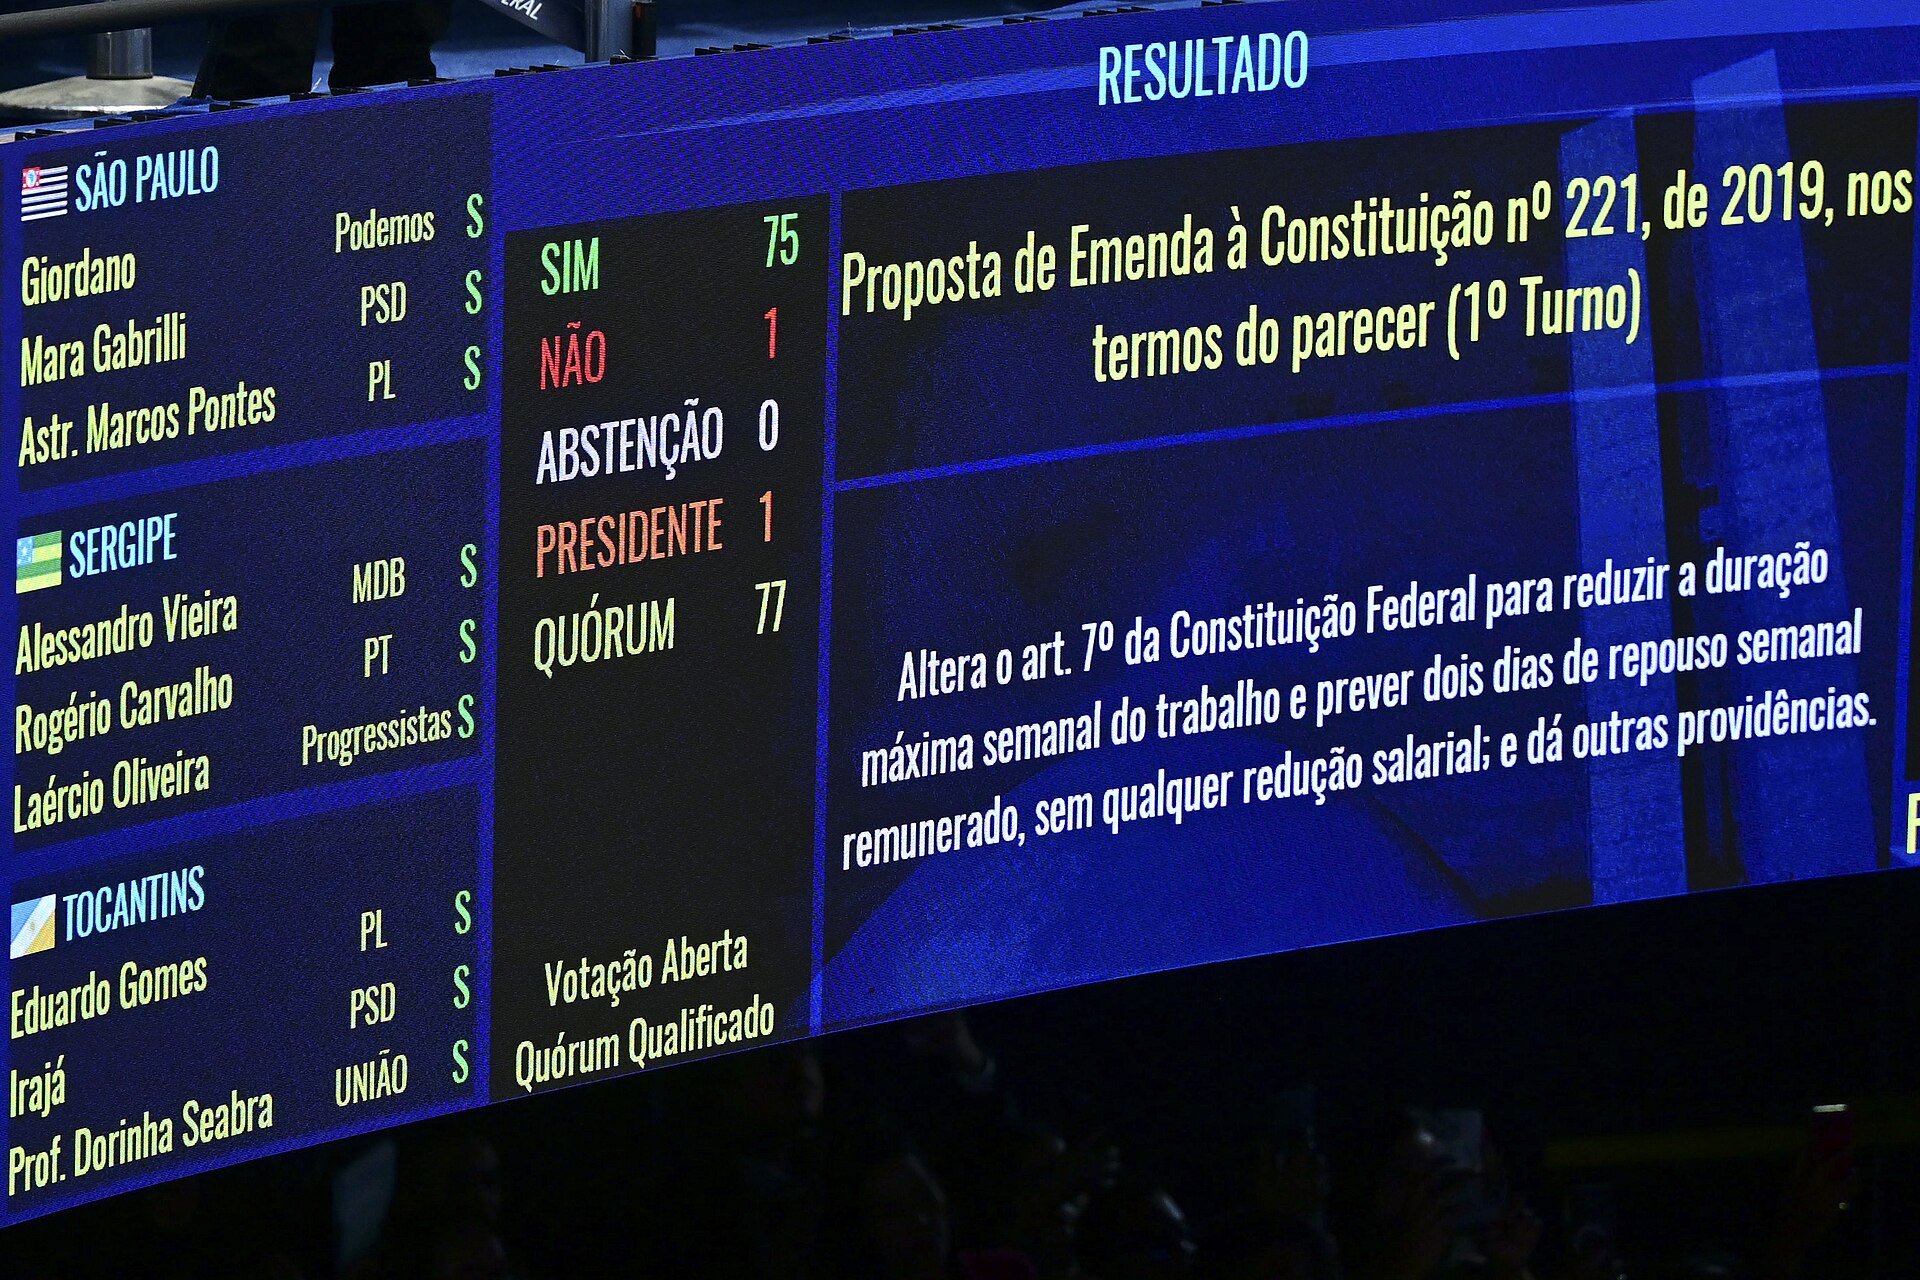 RESULTADO
SÃO PAULO
Giordano Podemos S
Mara Gabrilli PSD S
Astr. Marcos Pontes PL S
SERGIPE
Alessandro Vieira MDB S
Rogério Carvalho PT S
Laércio Oliveira Progressistas S
TOCANTINS
Eduardo Gomes PL S
Irajá PSD S
Prof. Dorinha Seabra UNIÃO S
SIM 75
NÃO 1
ABSTENÇÃO 0
PRESIDENTE 1
QUÓRUM 77
Votação Aberta
Quórum Qualificado
Proposta de Emenda à Constituição nº 221, de 2019, nos
termos do parecer (1º Turno)
Altera o art. 7º da Constituição Federal para reduzir a duração
máxima semanal do trabalho e prever dois dias de repouso semanal
remunerado, sem qualquer redução salarial; e dá outras providências.